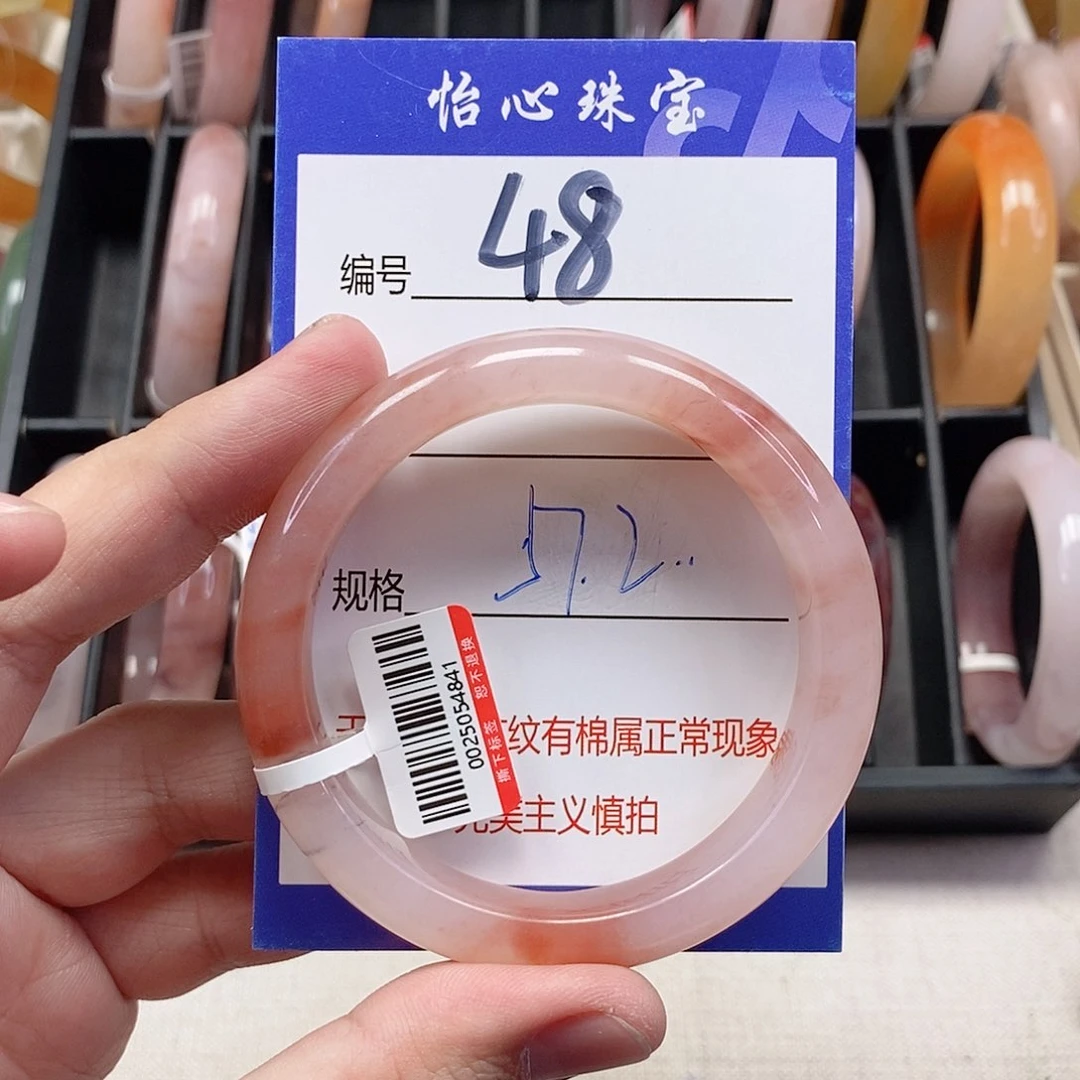 怡心珠宝
编号 48
规格 57.2..
0025054841
撕下标签 恕不退换
纹有棉属正常现象
完美主义慎拍